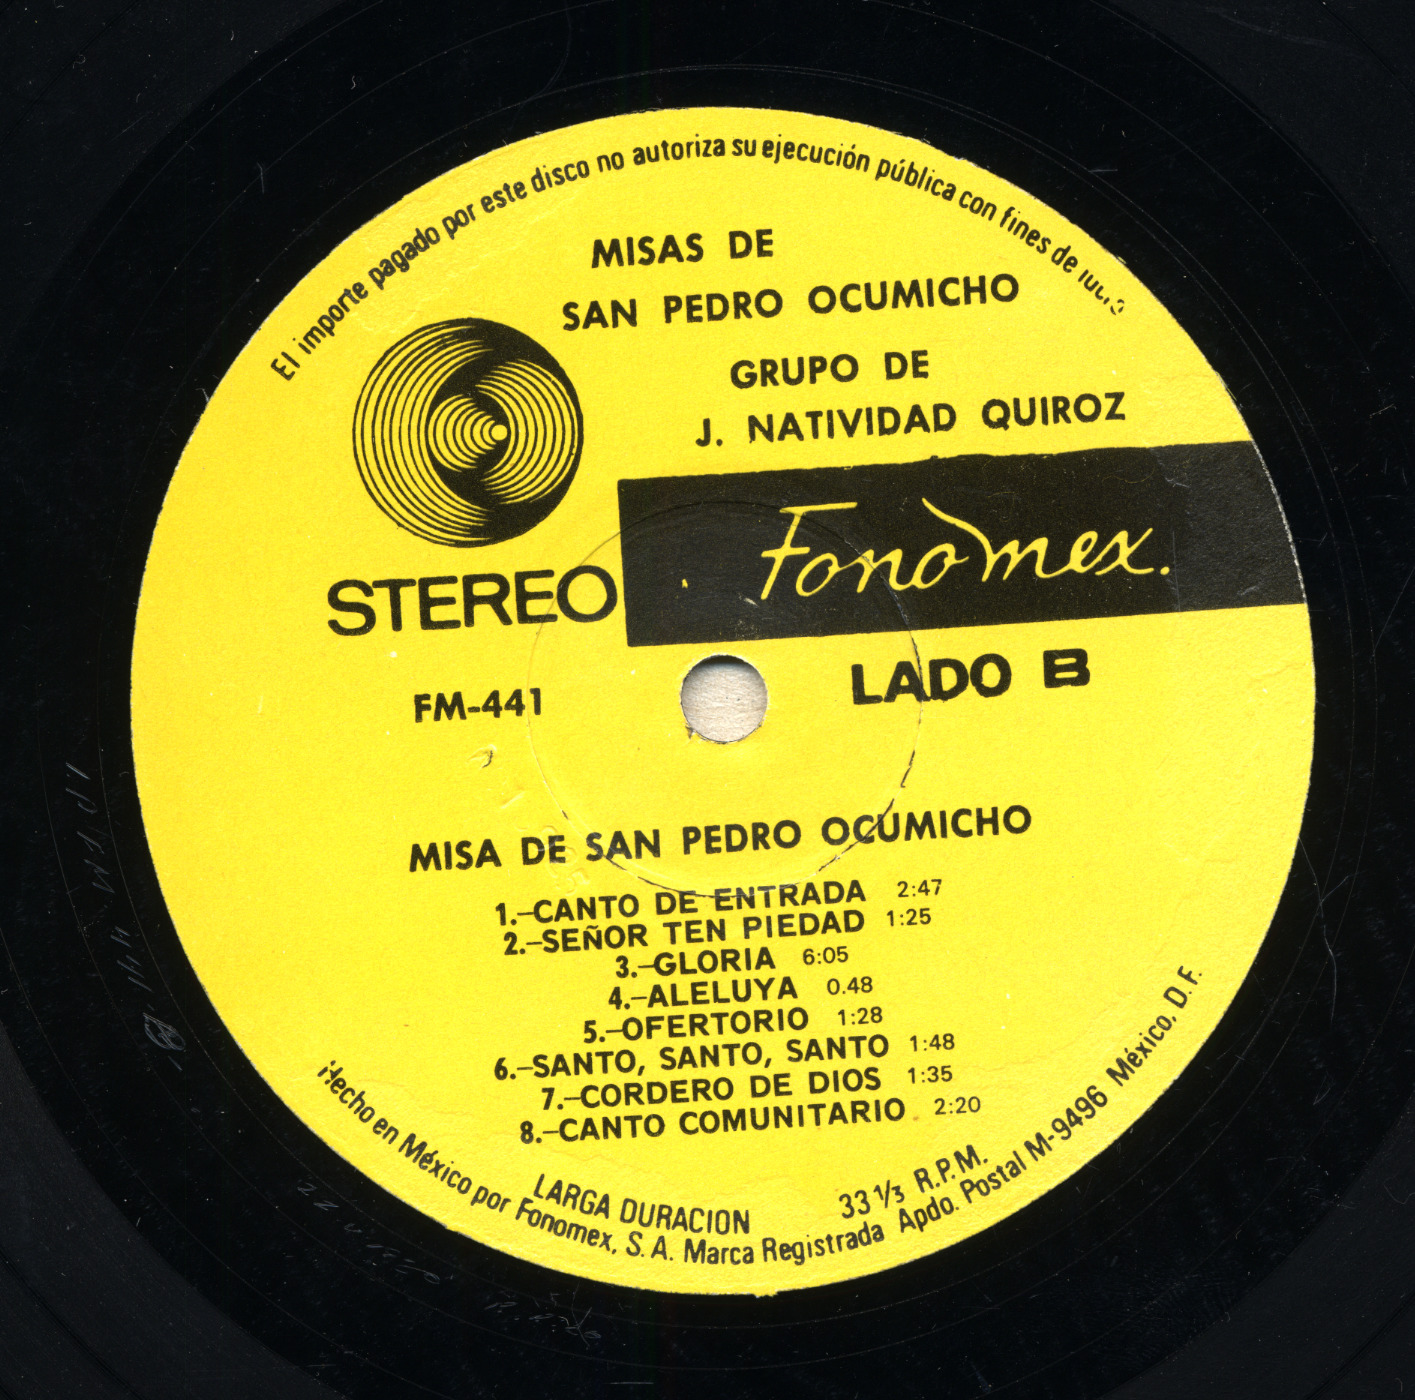 El importe pagado por este disco no autoriza su ejecución pública con fines de
MISAS DE
SAN PEDRO OCUMICHO
GRUPO DE
J. NATIVIDAD QUIROZ
Fonòmex.
STEREO
LADO B
FM-441
MISA DE SAN PEDRO OCUMICHO
1.-CANTO DE ENTRADA 2:47
2.-SEÑOR TEN PIEDAD 1:25
3.-GLORIA 6:05
4.-ALELUYA 0.48
5.-OFERTORIO 1:28
6.-SANTO, SANTO, SANTO 1:48
7.-CORDERO DE DIOS 1:35
8.-CANTO COMUNITARIO 2:20
LARGA DURACION 33 1/3 R.P.M.
Hecho en México por Fonomex, S. A. Marca Registrada Apdo. Postal M-9496 México, D. F.